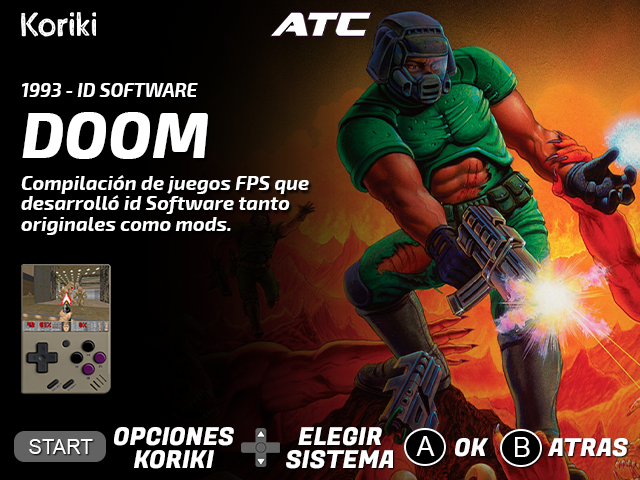 Koriki
ATC
1993 - ID SOFTWARE
DOOM
Compilación de juegos FPS que
desarrolló id Software tanto
originales como mods.
START
OPCIONES
KORIKI
ELEGIR
SISTEMA
A OK
B ATRAS